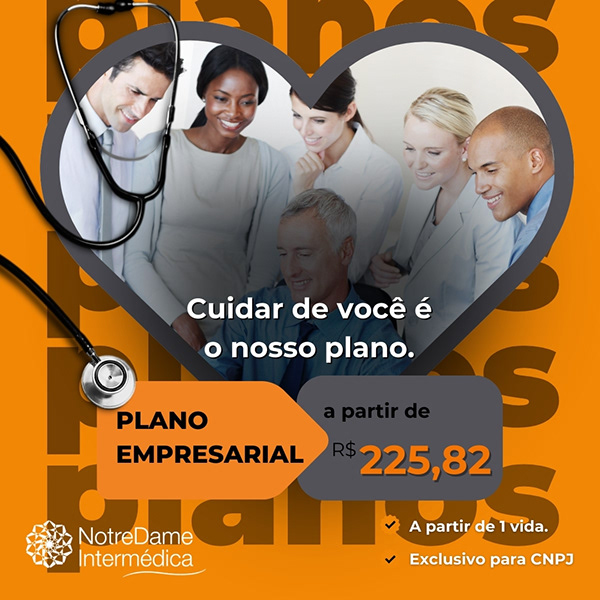 planos
Cuidar de você é
o nosso plano.
PLANO
EMPRESARIAL
a partir de
R$ 225,82
planos
NotreDame
Intermédica
A partir de 1 vida.
Exclusivo para CNPJ